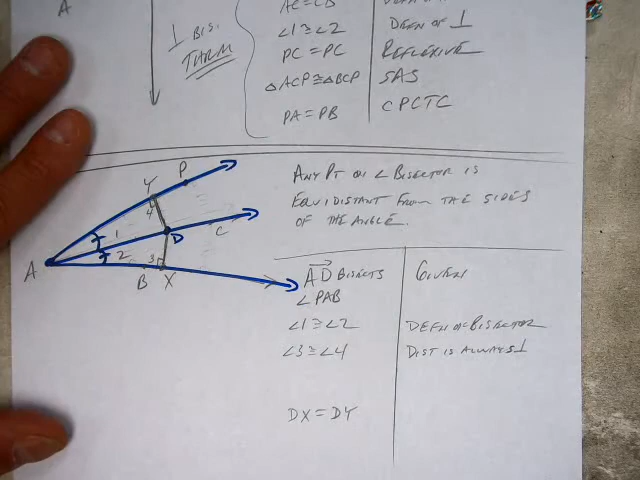 A
⊥ BIS.
THRM
AC = CB
∠1 ≅ ∠2 DEFN OF ⊥
PC = PC REFLEXIVE
△ACP ≅ △BCP SAS
PA = PB CPCTC
ANY PT ON ∠ BISECTOR IS
EQUIDISTANT FROM THE SIDES
OF THE ANGLE.
Y P
4
1 D C
2 3
A B X
AD BISECTS GIVEN
∠PAB
∠1 ≅ ∠2 DEFN OF BISECTOR
∠3 ≅ ∠4 DIST IS ALWAYS ⊥
DX = DY